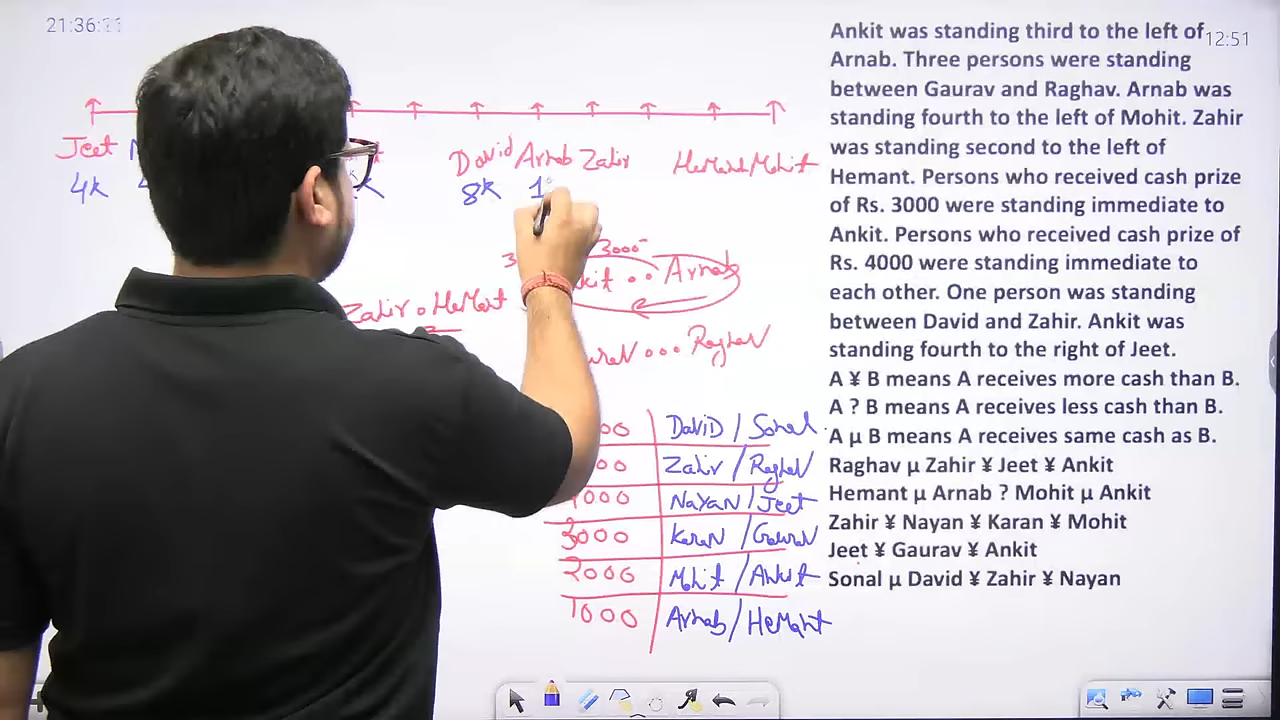 21:36:
12:51
Ankit was standing third to the left of
Arnab. Three persons were standing
between Gaurav and Raghav. Arnab was
standing fourth to the left of Mohit. Zahir
was standing second to the left of
Hemant. Persons who received cash prize
of Rs. 3000 were standing immediate to
Ankit. Persons who received cash prize of
Rs. 4000 were standing immediate to
each other. One person was standing
between David and Zahir. Ankit was
standing fourth to the right of Jeet.
A ¥ B means A receives more cash than B.
A ? B means A receives less cash than B.
A µ B means A receives same cash as B.
Raghav µ Zahir ¥ Jeet ¥ Ankit
Hemant µ Arnab ? Mohit µ Ankit
Zahir ¥ Nayan ¥ Karan ¥ Mohit
Jeet ¥ Gaurav ¥ Ankit
Sonal µ David ¥ Zahir ¥ Nayan
Jeet David Arnab Zahir Hemant Mohit
4k 8k 1
3000
Arnab
Zahir o HeMant
Raghav
David / Sonal
Zahir / Raghav
Nayan / Jeet
3000 Karan / Gaurav
2000 Mohit / Ankit
1000 Arnab / HeMant